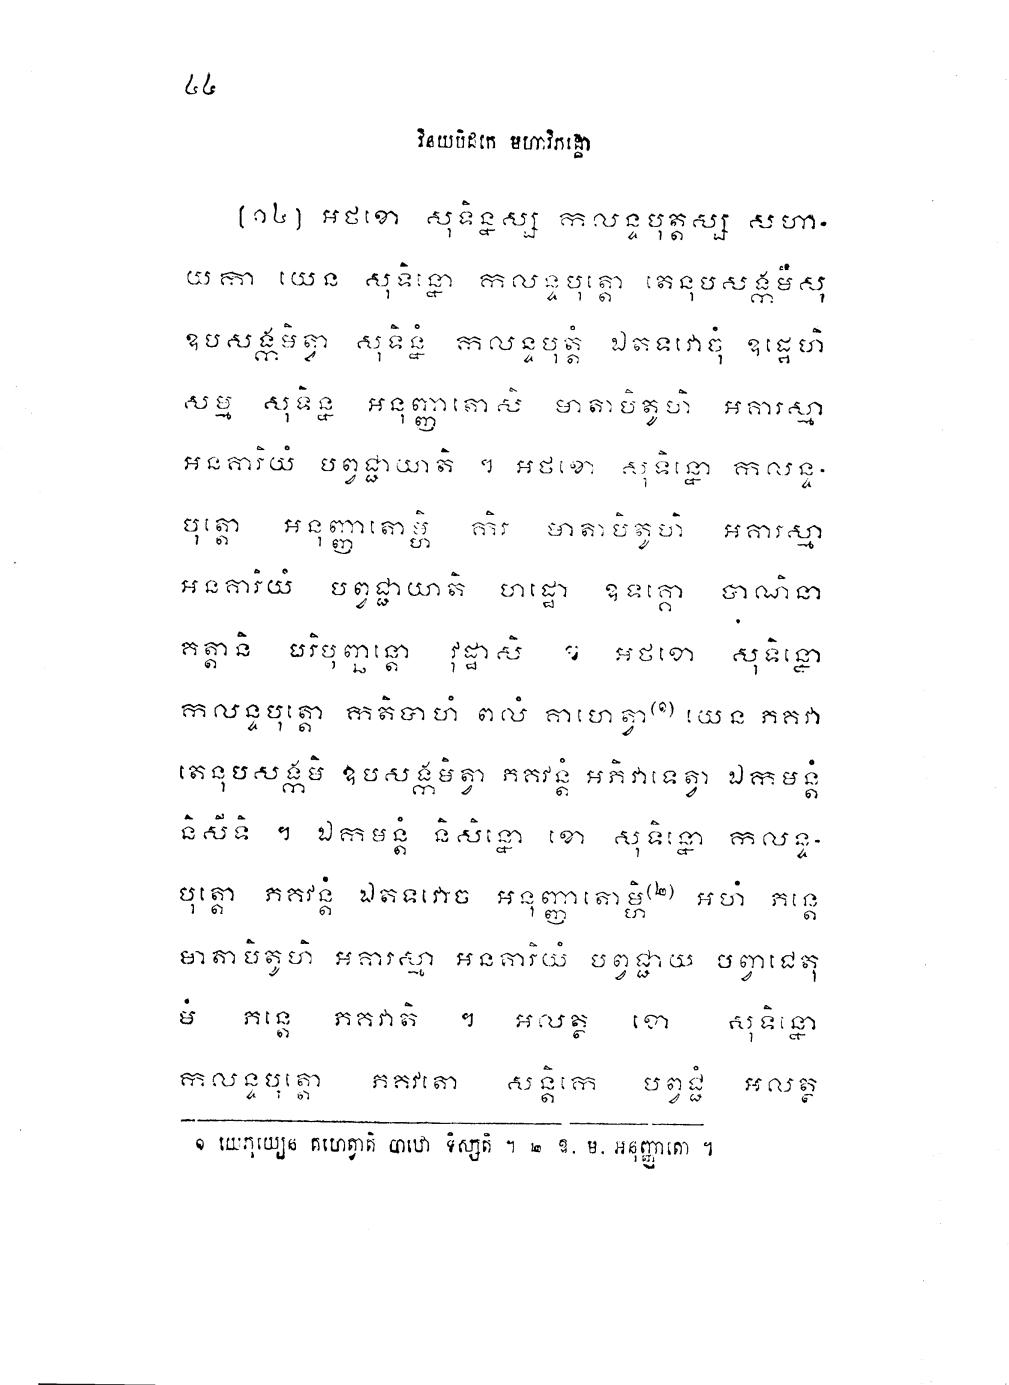 ៤៤
វិនយបិដកេ មហាវិភង្គោ
(១៤) អថខោ សុទិន្នស្ស កលន្ទបុត្តស្ស សហា-
យកា យេន សុទិន្នោ កលន្ទបុត្តោ តេនុបសង្កមឹសុ
ឧបសង្កមិត្វា សុទិន្នំ កលន្ទបុត្តំ ឯតទវោចុំ ឧដ្ឋេហិ
សម្ម សុទិន្ន អនុញ្ញាតោសិ មាតាបិតូហិ អគារស្មា
អនគារិយំ បព្វជ្ជាយាតិ ។ អថខោ សុទិន្នោ កលន្ទ-
បុត្តោ អនុញ្ញាតោម្ហិ កិរ មាតាបិតូហិ អគារស្មា
អនគារិយំ បព្វជ្ជាយាតិ ហដ្ឋោ ឧទគ្គោ បាណិនា
គត្តានិ បរិបុញ្ឆន្តោ វុដ្ឋាសិ ។ អថខោ សុទិន្នោ
កលន្ទបុត្តោ កតិបាហំ ពលំ គាហេត្វា(១) យេន ភគវា
តេនុបសង្កមិ ឧបសង្កមិត្វា ភគវន្តំ អភិវាទេត្វា ឯកមន្តំ
និសីទិ ។ ឯកមន្តំ និសិន្នោ ខោ សុទិន្នោ កលន្ទ-
បុត្តោ ភគវន្តំ ឯតទវោច អនុញ្ញាតោម្ហិ(២) អហំ ភន្តេ
មាតាបិតូហិ អគារស្មា អនគារិយំ បព្វជ្ជាយ បព្វាជេតុ
មំ ភន្តេ ភគវាតិ ។ អលត្ថ ខោ សុទិន្នោ
កលន្ទបុត្តោ ភគវតោ សន្តិកេ បព្វជ្ជំ អលត្ថ
១ យេភុយ្យេន គហេត្វាតិ បាឋោ ទិស្សតិ ។ ២ ឱ. ម. អនុញ្ញាតោ ។